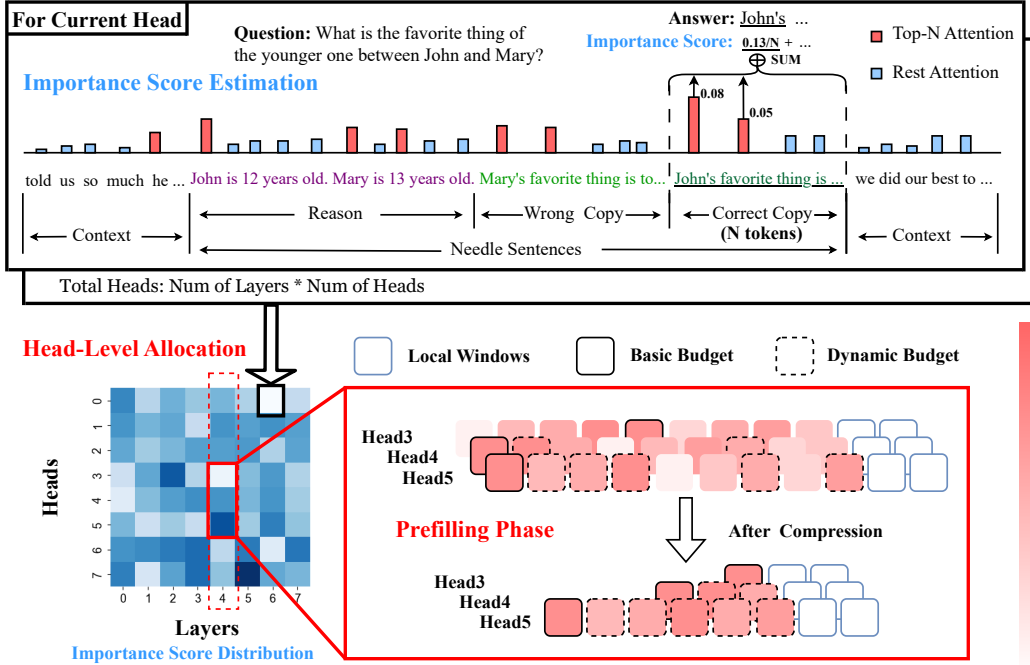 For Current Head
Question: What is the favorite thing of
the younger one between John and Mary?
Answer: John's ...
Importance Score: 0.13/N + ...
SUM
Top-N Attention
Rest Attention
Importance Score Estimation
0.08
0.05
told us so much he ... John is 12 years old. Mary is 13 years old. Mary's favorite thing is to... John's favorite thing is ... we did our best to ...
Reason
Wrong Copy
Correct Copy
(N tokens)
Context
Context
Needle Sentences
Total Heads: Num of Layers * Num of Heads
Head-Level Allocation
Local Windows
Basic Budget
Dynamic Budget
Heads
0
1
2
3
4
5
6
7
0 1 2 3 4 5 6 7
Layers
Importance Score Distribution
Head3
Head4
Head5
Prefilling Phase
After Compression
Head3
Head4
Head5